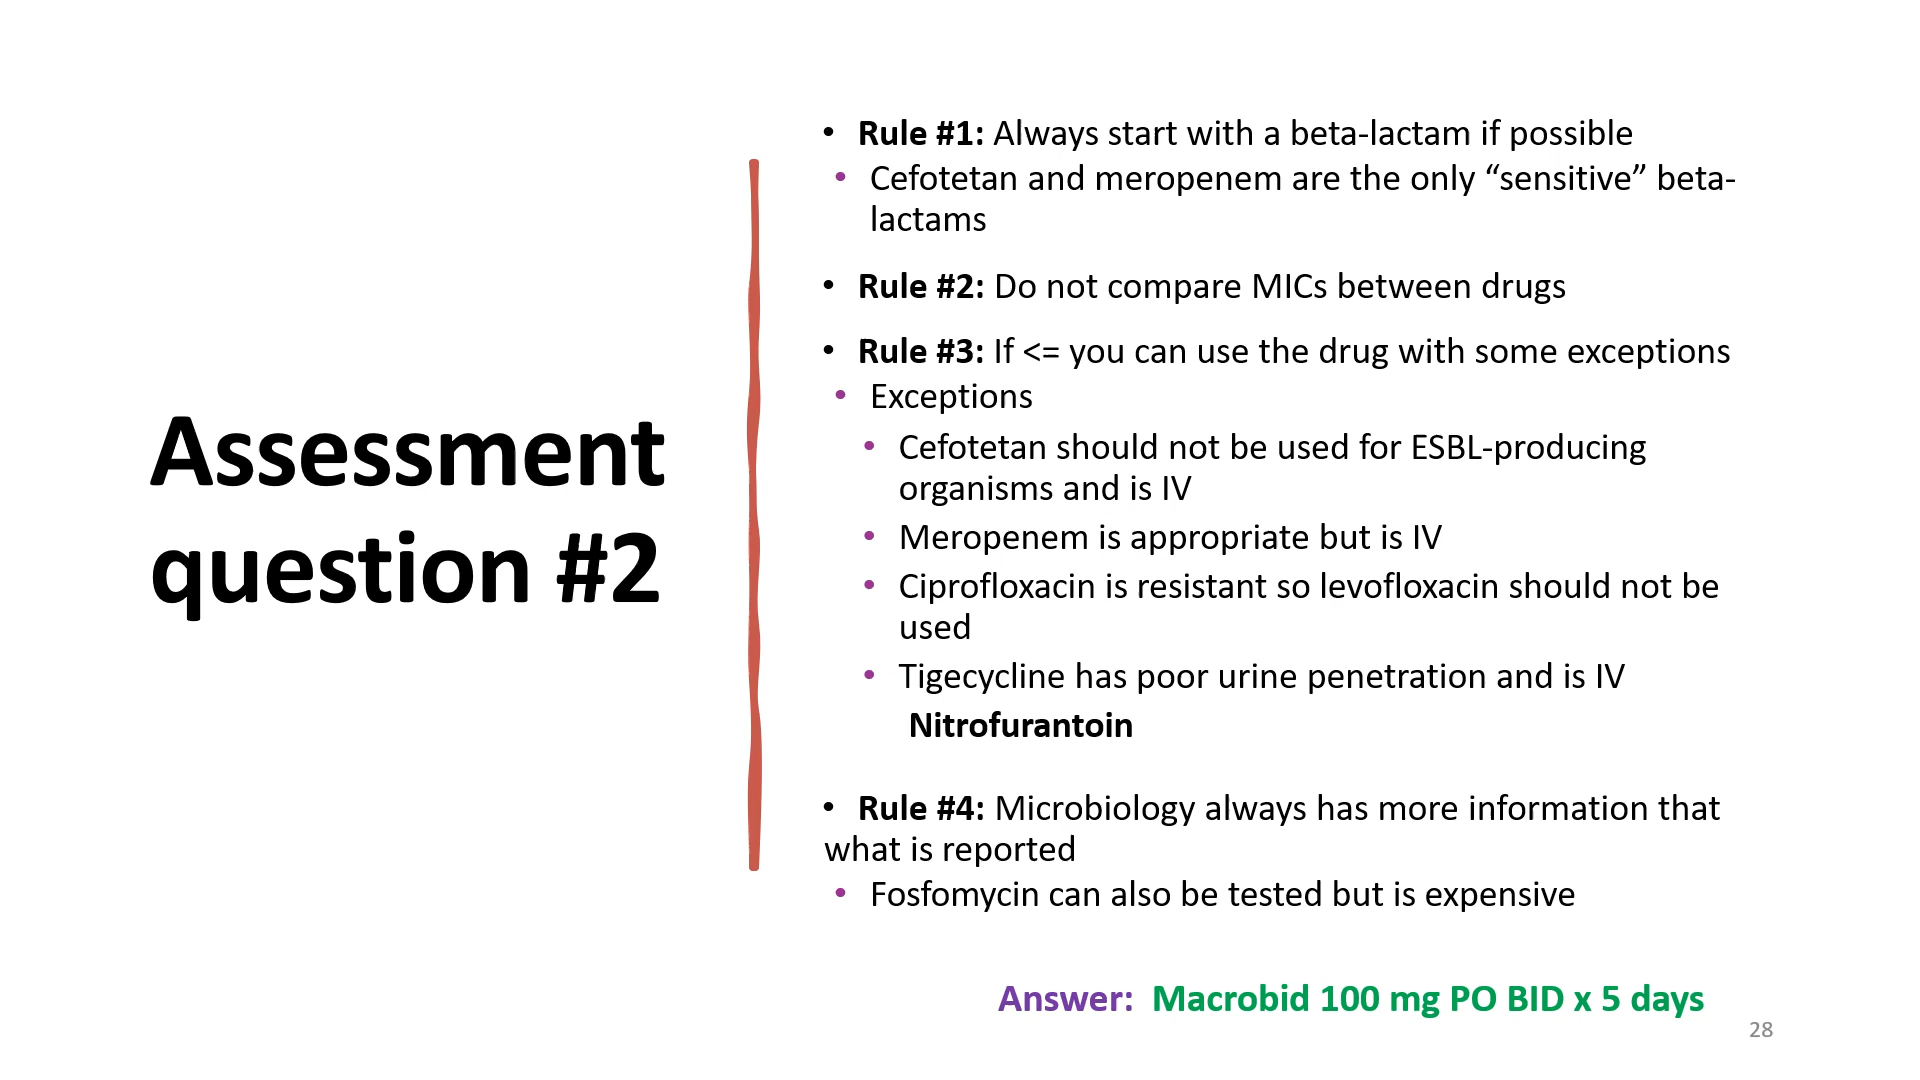 Assessment
question #2
• Rule #1: Always start with a beta-lactam if possible
• Cefotetan and meropenem are the only “sensitive” beta-
lactams
• Rule #2: Do not compare MICs between drugs
• Rule #3: If <= you can use the drug with some exceptions
• Exceptions
• Cefotetan should not be used for ESBL-producing
organisms and is IV
• Meropenem is appropriate but is IV
• Ciprofloxacin is resistant so levofloxacin should not be
used
• Tigecycline has poor urine penetration and is IV
Nitrofurantoin
• Rule #4: Microbiology always has more information that
what is reported
• Fosfomycin can also be tested but is expensive
Answer: Macrobid 100 mg PO BID x 5 days
28